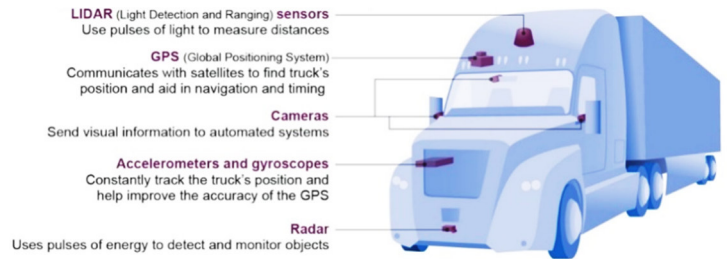 LIDAR (Light Detection and Ranging) sensors
Use pulses of light to measure distances
GPS (Global Positioning System)
Communicates with satellites to find truck's
position and aid in navigation and timing
Cameras
Send visual information to automated systems
Accelerometers and gyroscopes
Constantly track the truck's position and
help improve the accuracy of the GPS
Radar
Uses pulses of energy to detect and monitor objects